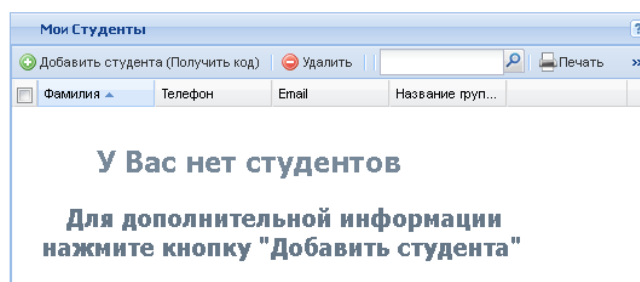 Мои Студенты ?
Добавить студента (Получить код) Удалить Печать »
Фамилия Телефон Email Название груп...
У Вас нет студентов
Для дополнительной информации
нажмите кнопку "Добавить студента"